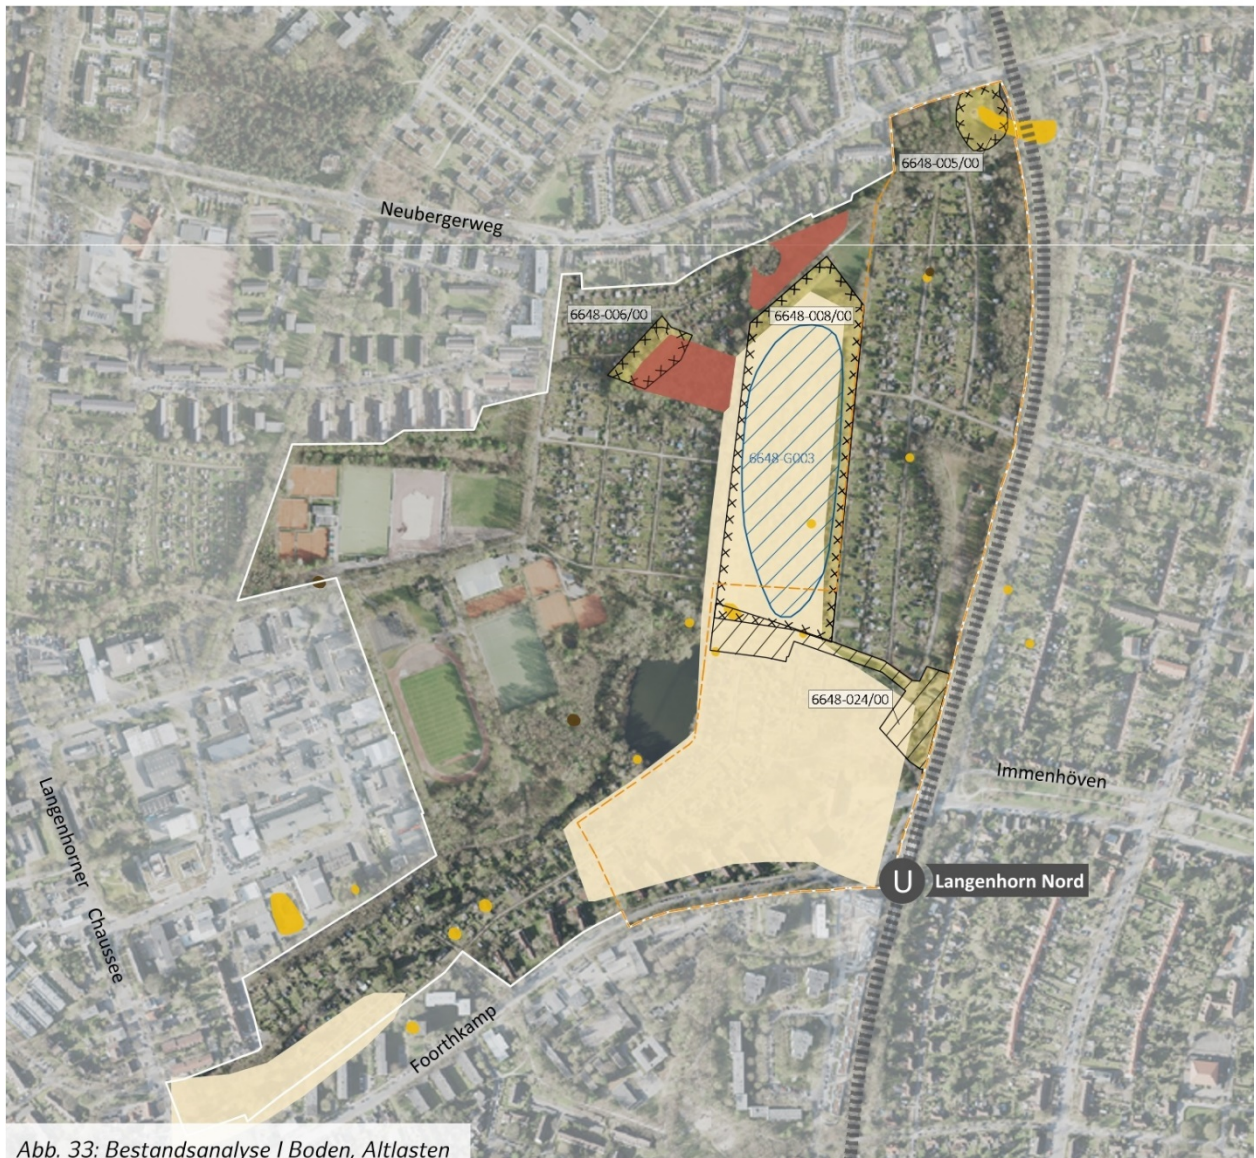 6648-005/00
Neubergerweg
6648-006/00
6648-008/00
6648-G003
6648-024/00
Immenhöven
Langenhorner Chaussee
U Langenhorn Nord
Foorthkamp
Abb. 33: Bestandsanalyse I Boden, Altlasten